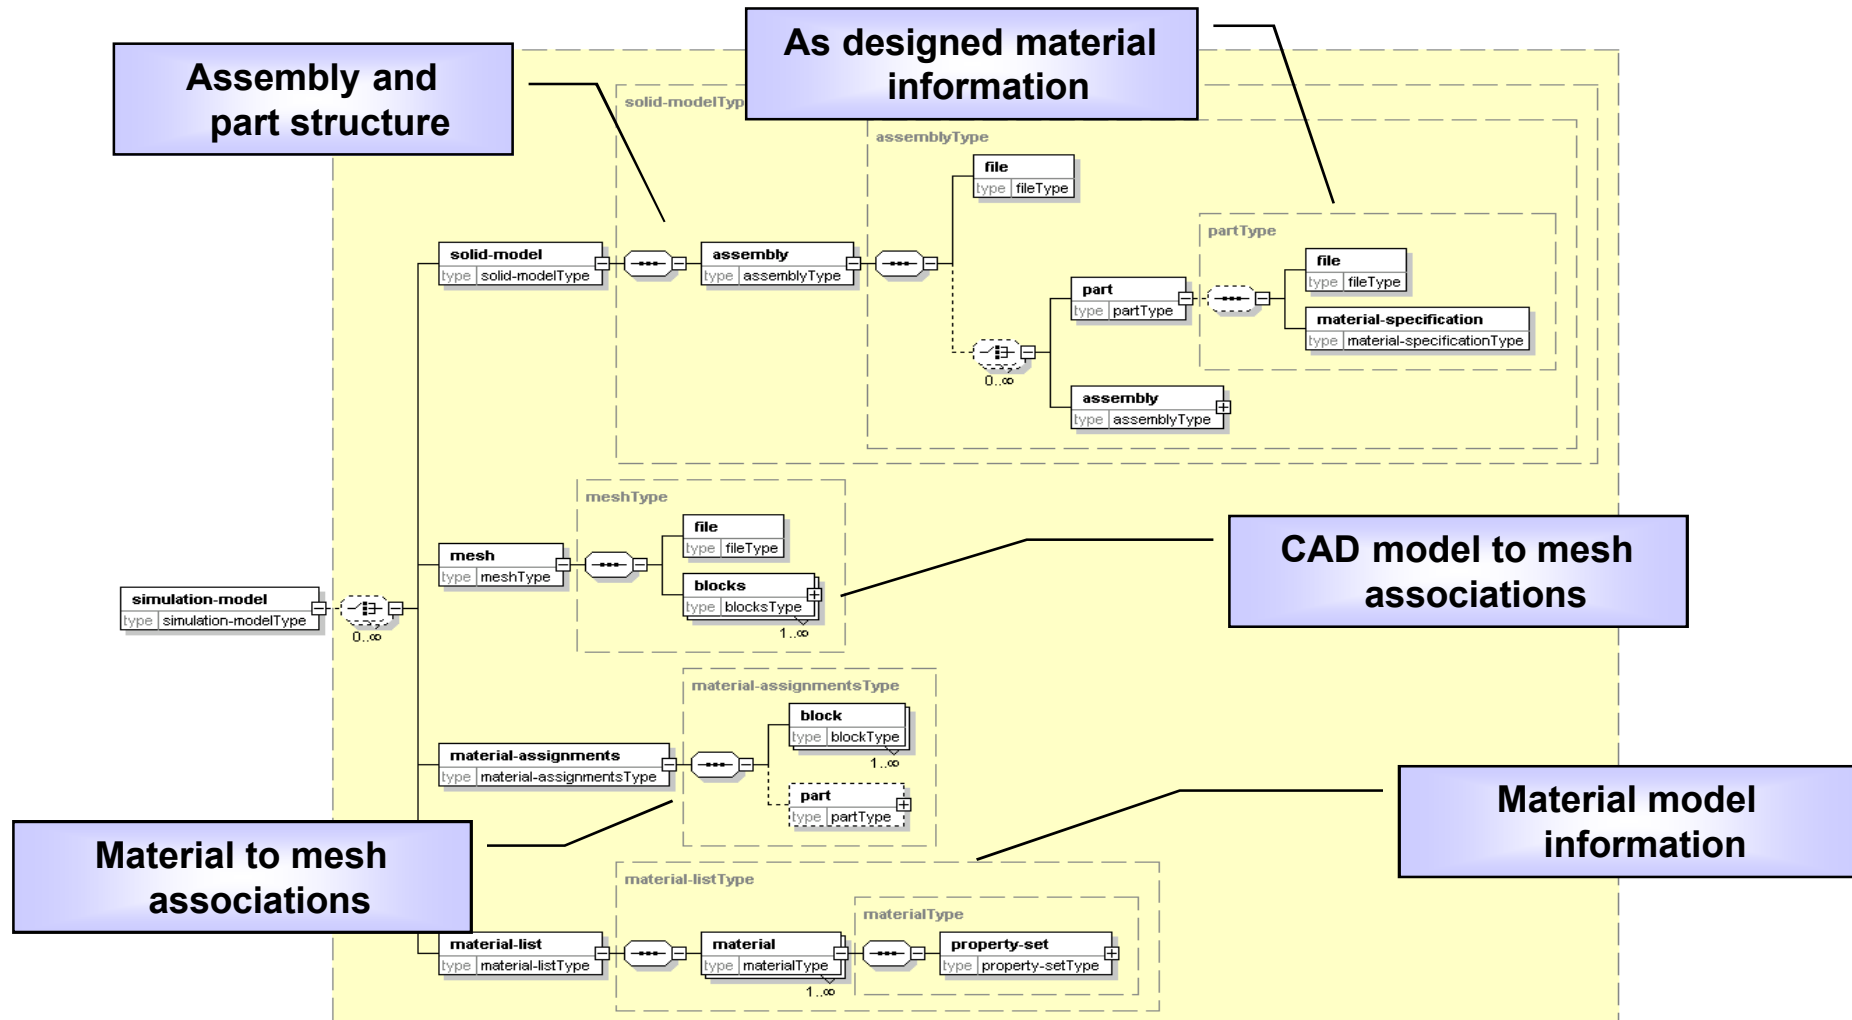 As designed material
information
Assembly and
part structure
solid-modelTyp
assemblyType
file
type fileType
partType
solid-model
type solid-modelType
assembly
type assemblyType
file
type fileType
part
type partType
material-specification
type material-specificationType
0..∞
assembly
type assemblyType
meshType
file
type fileType
mesh
type meshType
blocks
type blocksType
1..∞
CAD model to mesh
associations
simulation-model
type simulation-modelType
0..∞
material-assignmentsType
block
type blockType
1..∞
material-assignments
type material-assignmentsType
part
type partType
Material model
information
Material to mesh
associations
material-listType
materialType
material-list
type material-listType
material
type materialType
1..∞
property-set
type property-setType